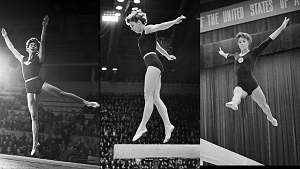 THE UNITED STATES OF A